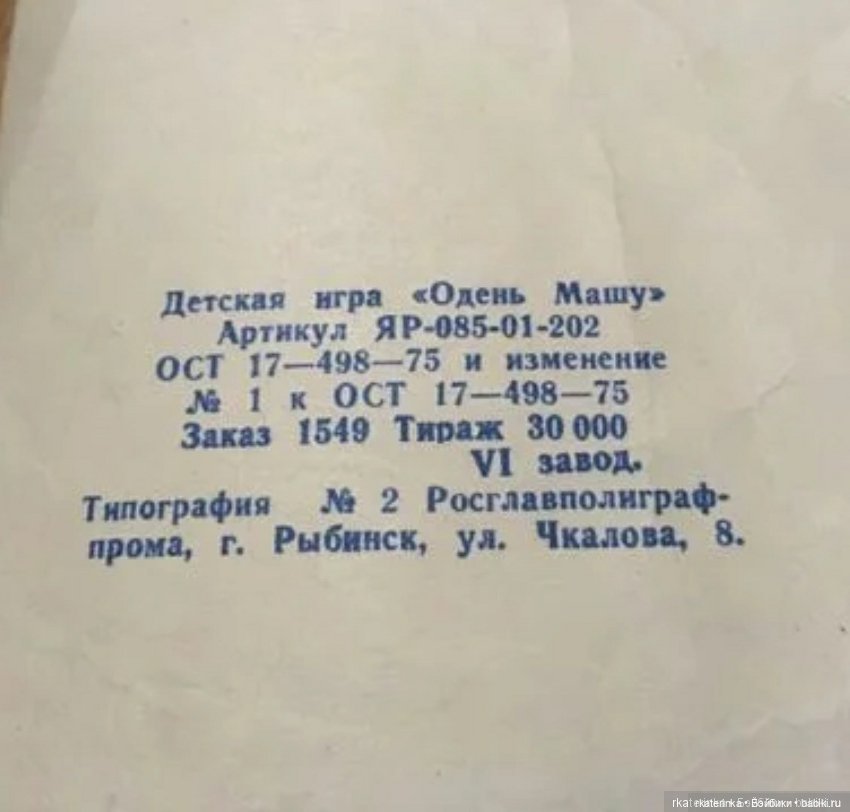 Детская игра «Одень Машу»
Артикул ЯР-085-01-202
ОСТ 17—498—75 и изменение
№ 1 к ОСТ 17—498—75
Заказ 1549 Тираж 30 000
VI завод.
Типография № 2 Росглавполиграф-
прома, г. Рыбинск, ул. Чкалова, 8.